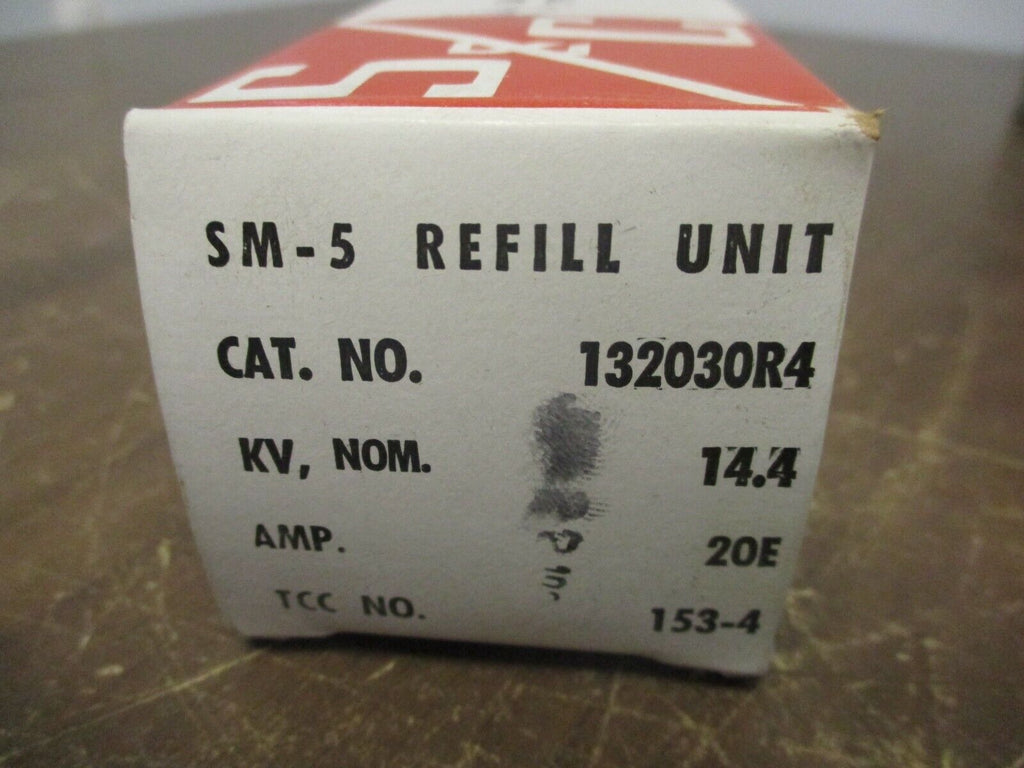 S&C
SM-5 REFILL UNIT
CAT. NO. 132030R4
KV, NOM. 14.4
AMP. 20E
TCC NO. 153-4